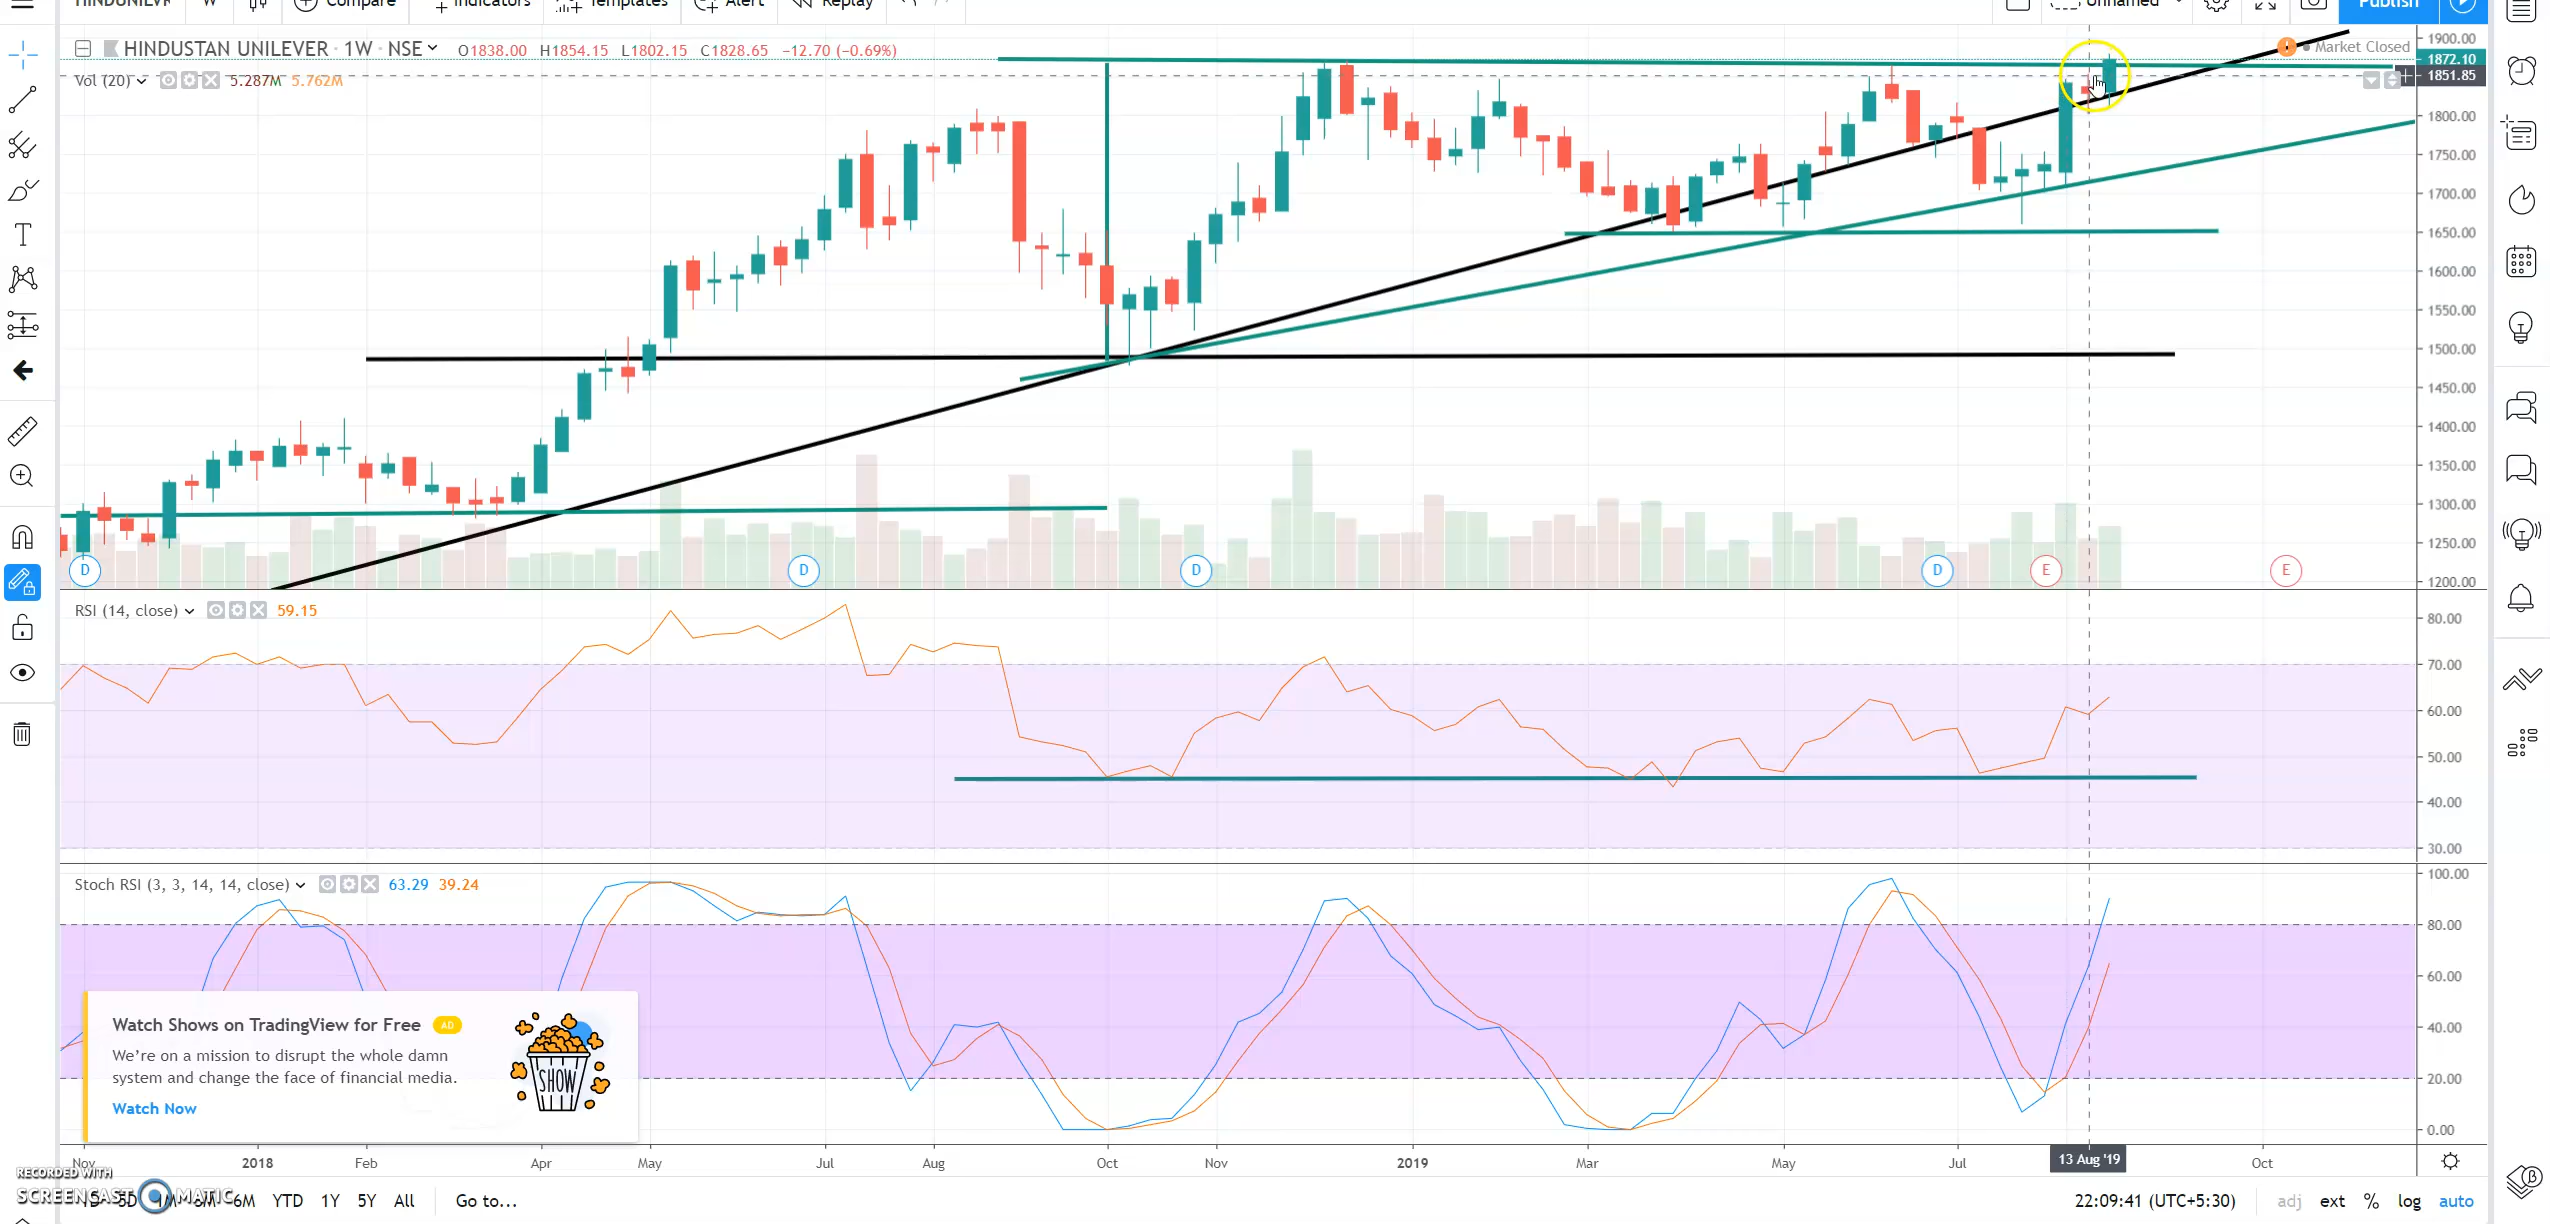 W Compare Indicators Templates Alert Replay Unnamed Publish
HINDUSTAN UNILEVER · 1W · NSE O1838.00 H1854.15 L1802.15 C1828.65 −12.70 (−0.69%)
Market Closed
Vol (20) 5.287M 5.762M
1900.00
1872.10
1851.85
1800.00
1750.00
1700.00
1650.00
1600.00
1550.00
1500.00
1450.00
1400.00
1350.00
1300.00
1250.00
1200.00
D D D D E E
RSI (14, close) 59.15
80.00
70.00
60.00
50.00
40.00
30.00
Stoch RSI (3, 3, 14, 14, close) 63.29 39.24
100.00
80.00
60.00
40.00
20.00
0.00
Watch Shows on TradingView for Free AD
We're on a mission to disrupt the whole damn
system and change the face of financial media.
Watch Now
SHOW
Nov 2018 Feb Apr May Jul Aug Oct Nov 2019 Mar May Jul 13 Aug '19 Oct
RECORDED WITH
SCREENCAST MATIC
5D 1M 6M YTD 1Y 5Y All Go to... 22:09:41 (UTC+5:30) adj ext % log auto